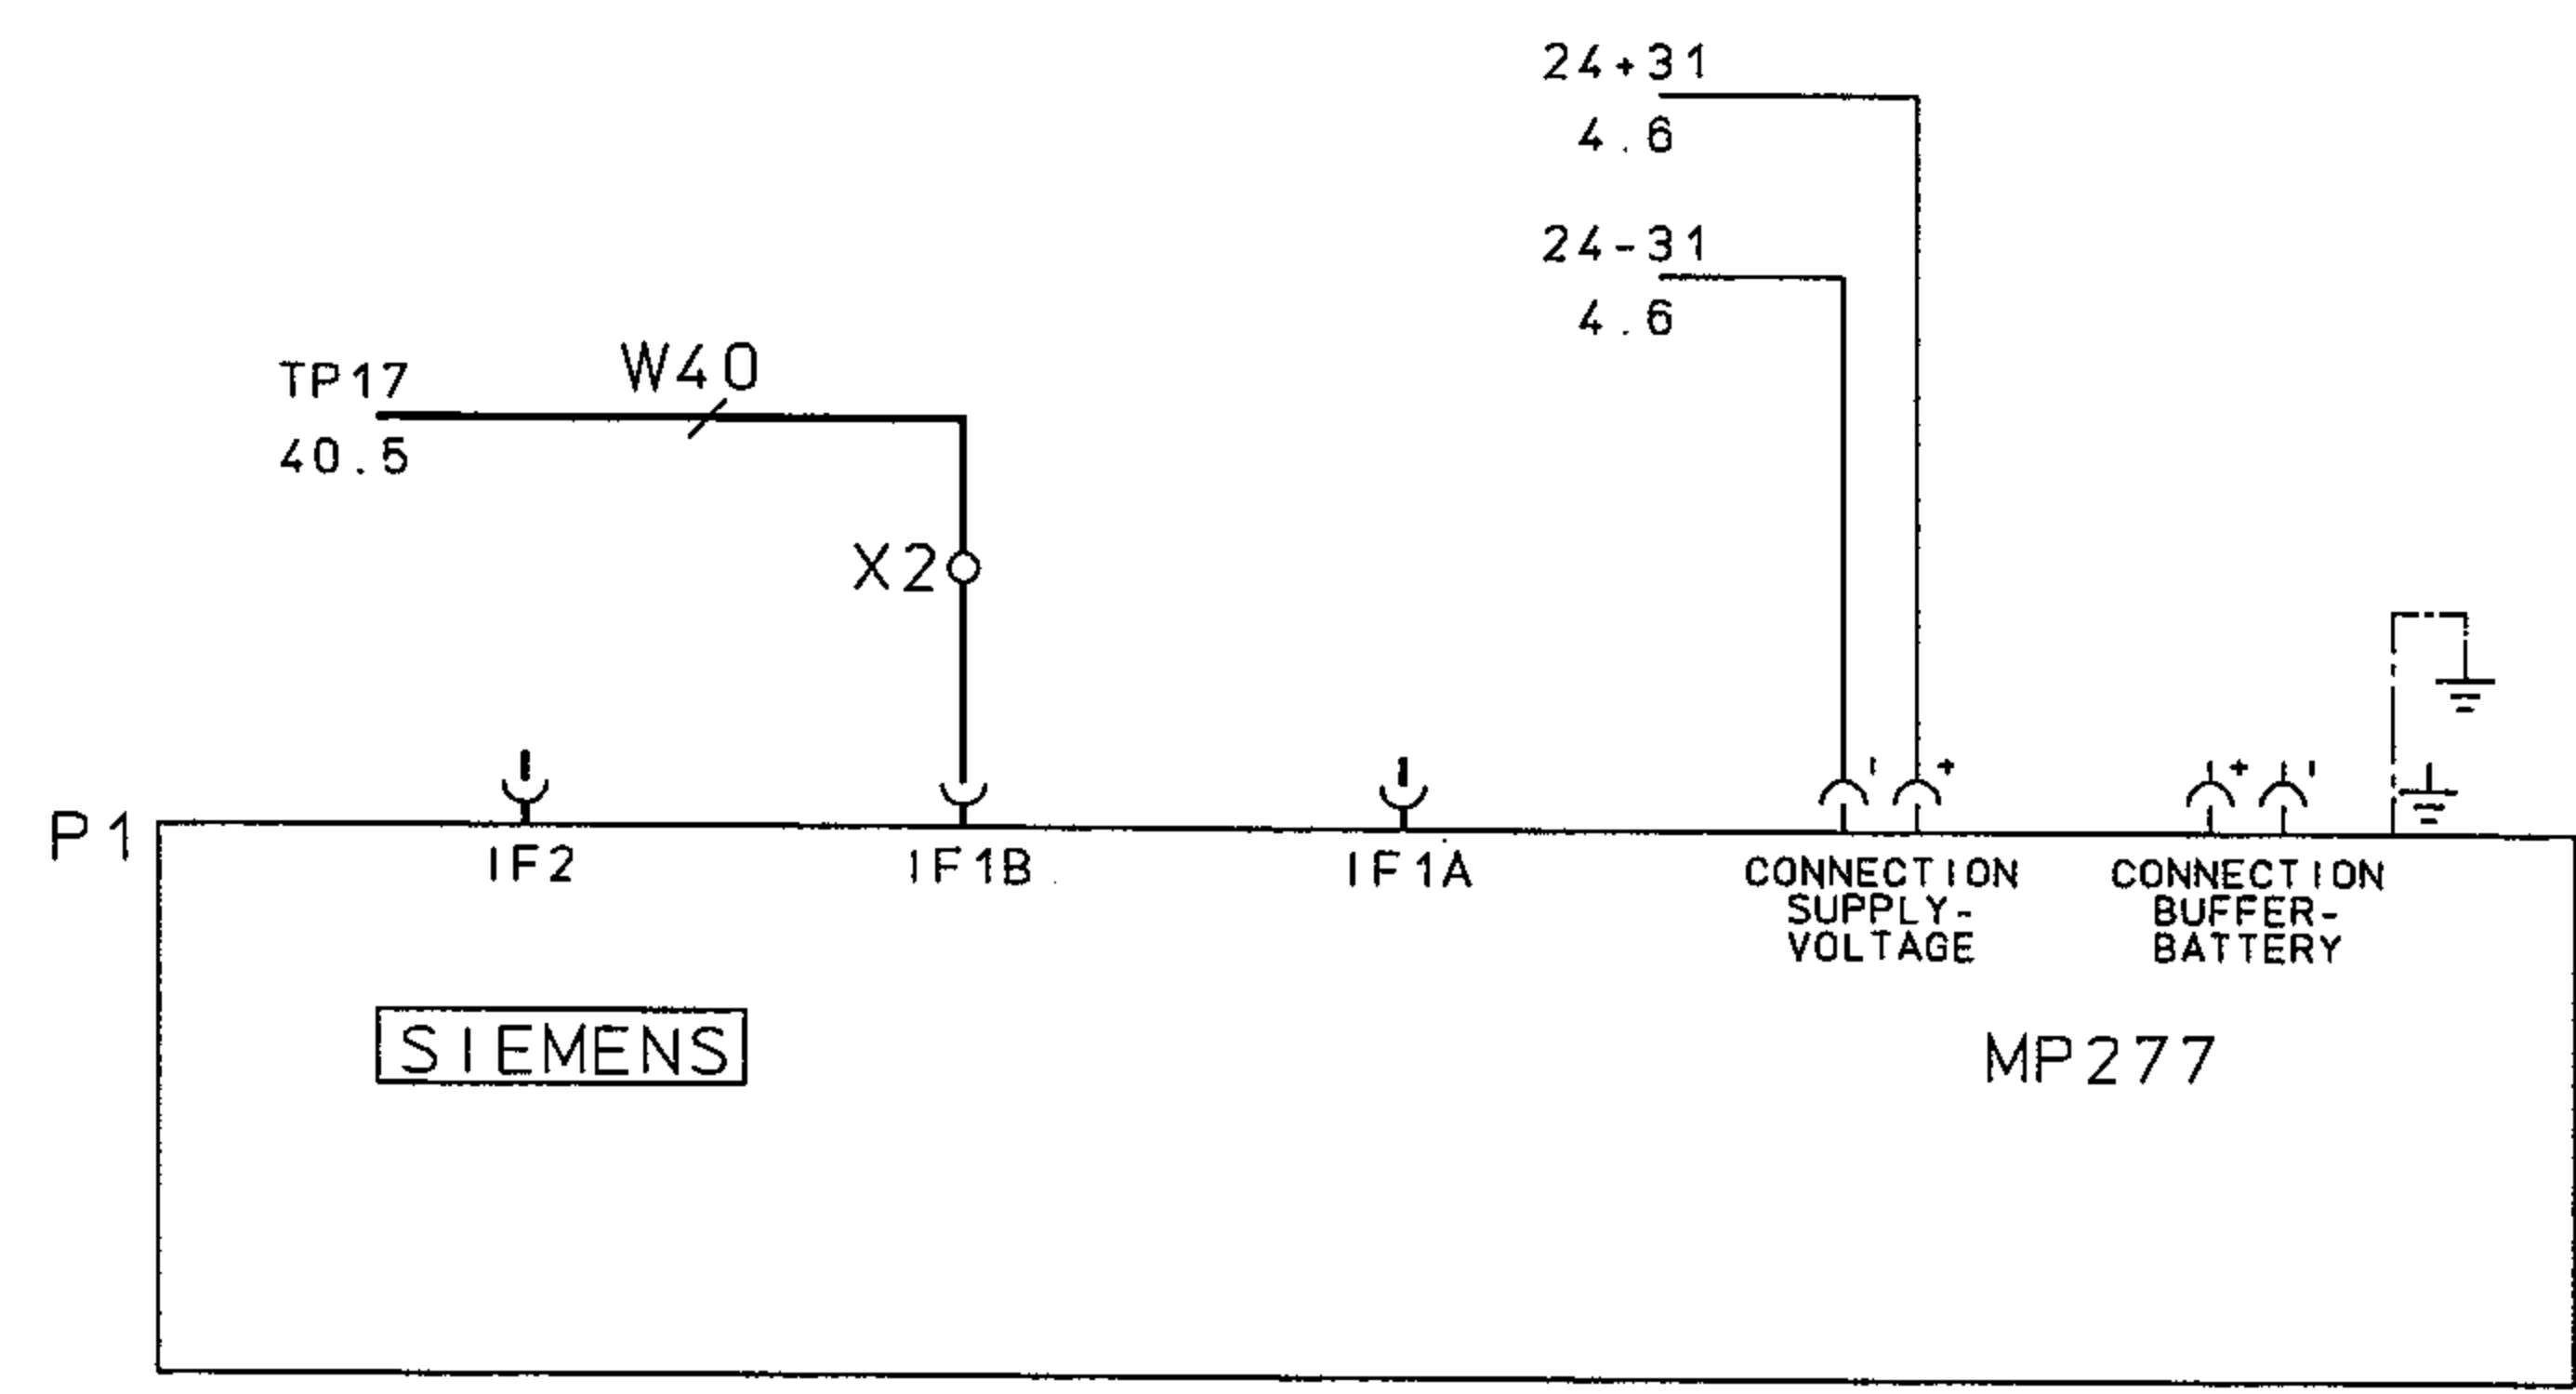 24+31
4.6
24-31
4.6
TP17
W40
40.5
X2
- +
+ -
P1
IF2
IF1B
IF1A
CONNECTION
SUPPLY-
VOLTAGE
CONNECTION
BUFFER-
BATTERY
SIEMENS
MP277